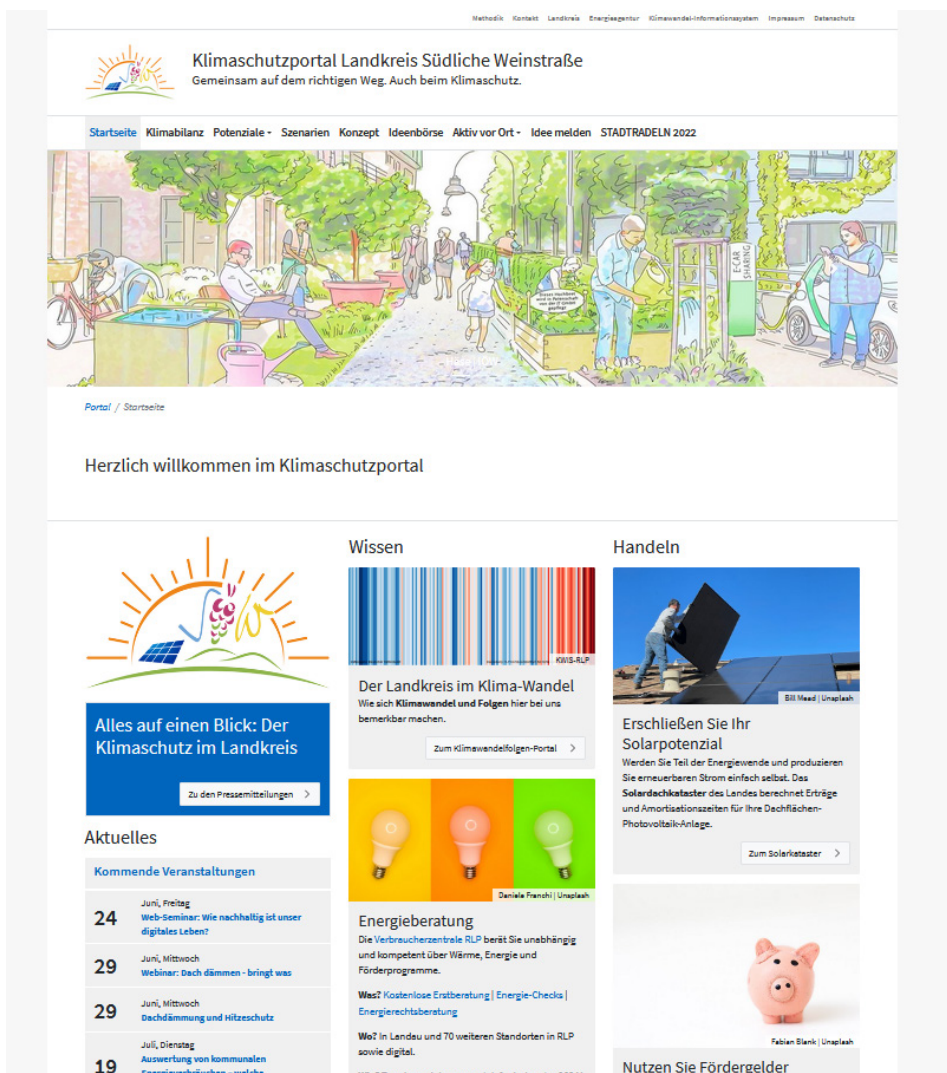 Methodik Kontakt Landkreis Energieagentur Klimawandel-Informationssystem Impressum Datenschutz
Klimaschutzportal Landkreis Südliche Weinstraße
Gemeinsam auf dem richtigen Weg. Auch beim Klimaschutz.
Startseite Klimabilanz Potenziale Szenarien Konzept Ideenbörse Aktiv vor Ort Idee melden STADTRADELN 2022
E-CAR
SHARING
Portal / Startseite
Herzlich willkommen im Klimaschutzportal
Alles auf einen Blick: Der
Klimaschutz im Landkreis
Zu den Pressemitteilungen
Aktuelles
Kommende Veranstaltungen
24
Juni, Freitag
Web-Seminar: Wie nachhaltig ist unser
digitales Leben?
29
Juni, Mittwoch
Webinar: Dach dämmen - bringt was
29
Juni, Mittwoch
Dachdämmung und Hitzeschutz
19
Juli, Dienstag
Auswertung von kommunalen
Energieverbräuchen - welche
Wissen
KWIS-RLP
Der Landkreis im Klima-Wandel
Wie sich Klimawandel und Folgen hier bei uns
bemerkbar machen.
Zum Klimawandelfolgen-Portal
Daniele Franchi | Unsplash
Energieberatung
Die Verbraucherzentrale RLP berät Sie unabhängig
und kompetent über Wärme, Energie und
Förderprogramme.
Was? Kostenlose Erstberatung | Energie-Checks |
Energierechtsberatung
Wo? In Landau und 70 weiteren Standorten in RLP
sowie digital.
Handeln
Bill Mead | Unsplash
Erschließen Sie Ihr
Solarpotenzial
Werden Sie Teil der Energiewende und produzieren
Sie erneuerbaren Strom einfach selbst. Das
Solardachkataster des Landes berechnet Erträge
und Amortisationszeiten für Ihre Dachflächen-
Photovoltaik-Anlage.
Zum Solarkataster
Fabian Blank | Unsplash
Nutzen Sie Fördergelder